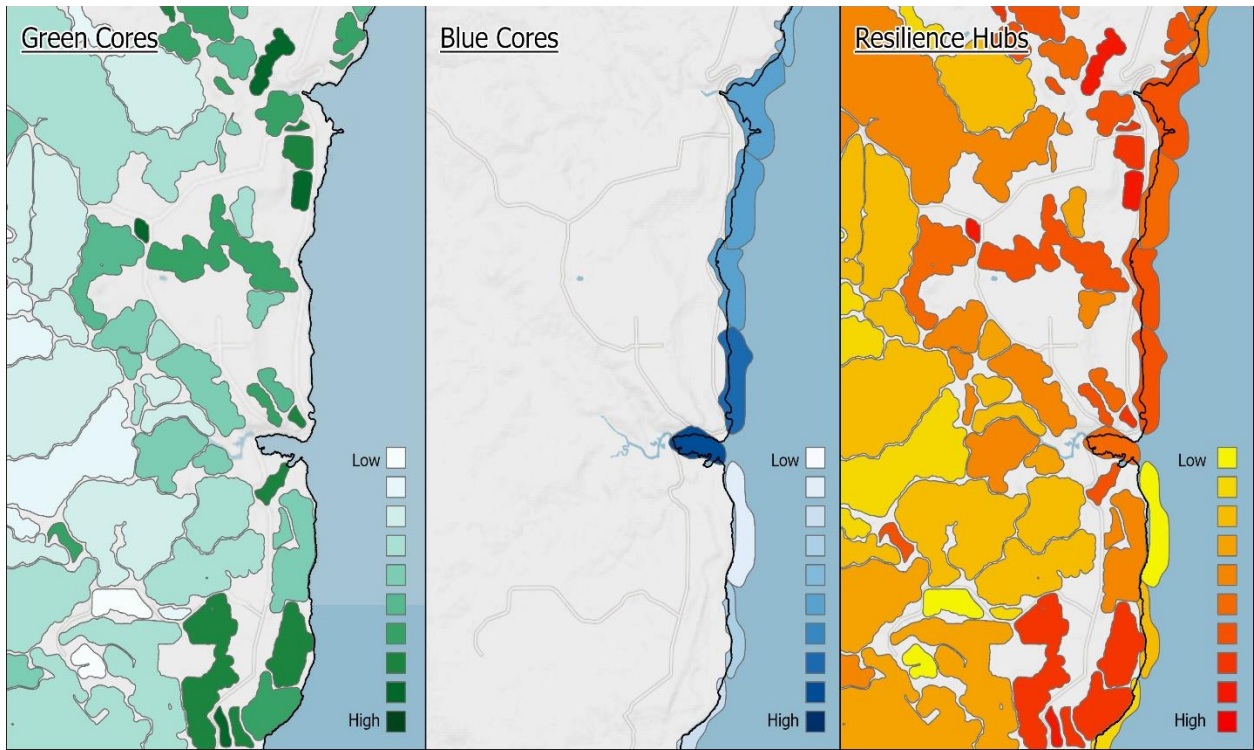 Green Cores
Blue Cores
Resilience Hubs
Low
High
Low
High
Low
High